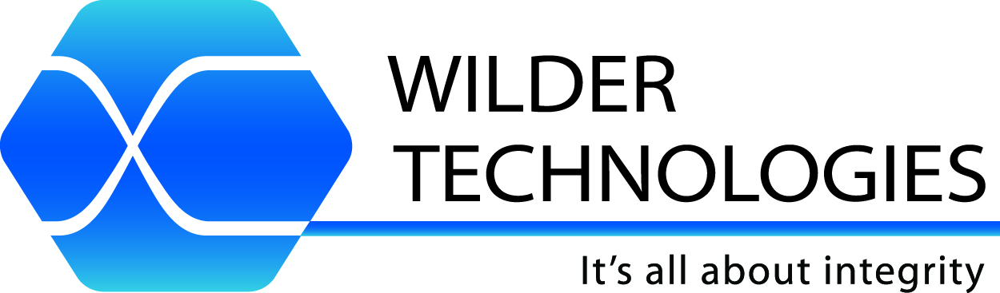 WILDER
TECHNOLOGIES
It's all about integrity